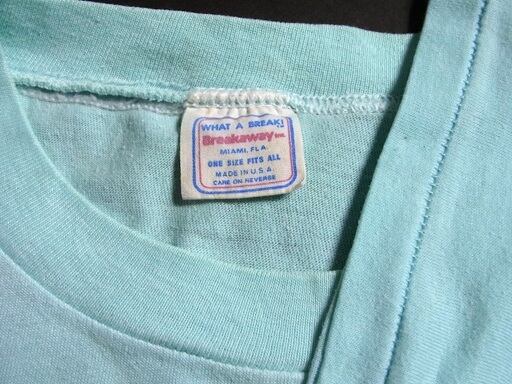 WHAT A BREAK!
Breakaway Inc.
MIAMI, FLA.
ONE SIZE FITS ALL
MADE IN U.S.A.
CARE ON REVERSE